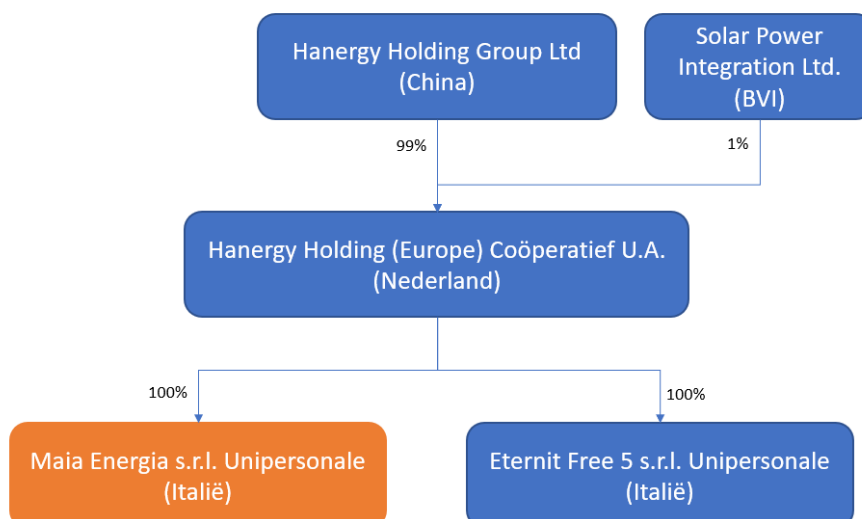 Hanergy Holding Group Ltd
(China)
Solar Power
Integration Ltd.
(BVI)
99%
1%
Hanergy Holding (Europe) Coöperatief U.A.
(Nederland)
100%
100%
Maia Energia s.r.l. Unipersonale
(Italië)
Eternit Free 5 s.r.l. Unipersonale
(Italië)